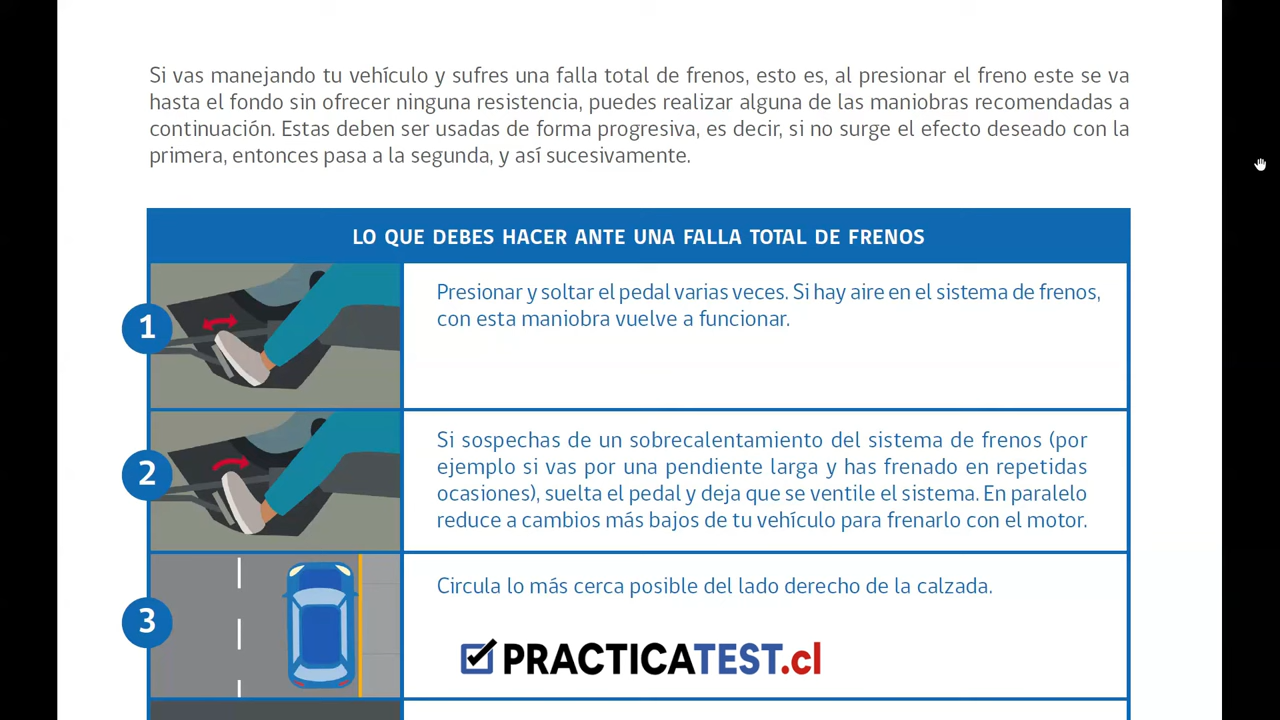 Si vas manejando tu vehículo y sufres una falla total de frenos, esto es, al presionar el freno este se va
hasta el fondo sin ofrecer ninguna resistencia, puedes realizar alguna de las maniobras recomendadas a
continuación. Estas deben ser usadas de forma progresiva, es decir, si no surge el efecto deseado con la
primera, entonces pasa a la segunda, y así sucesivamente.
LO QUE DEBES HACER ANTE UNA FALLA TOTAL DE FRENOS
1
Presionar y soltar el pedal varias veces. Si hay aire en el sistema de frenos,
con esta maniobra vuelve a funcionar.
2
Si sospechas de un sobrecalentamiento del sistema de frenos (por
ejemplo si vas por una pendiente larga y has frenado en repetidas
ocasiones), suelta el pedal y deja que se ventile el sistema. En paralelo
reduce a cambios más bajos de tu vehículo para frenarlo con el motor.
3
Circula lo más cerca posible del lado derecho de la calzada.
PRACTICATEST.cl